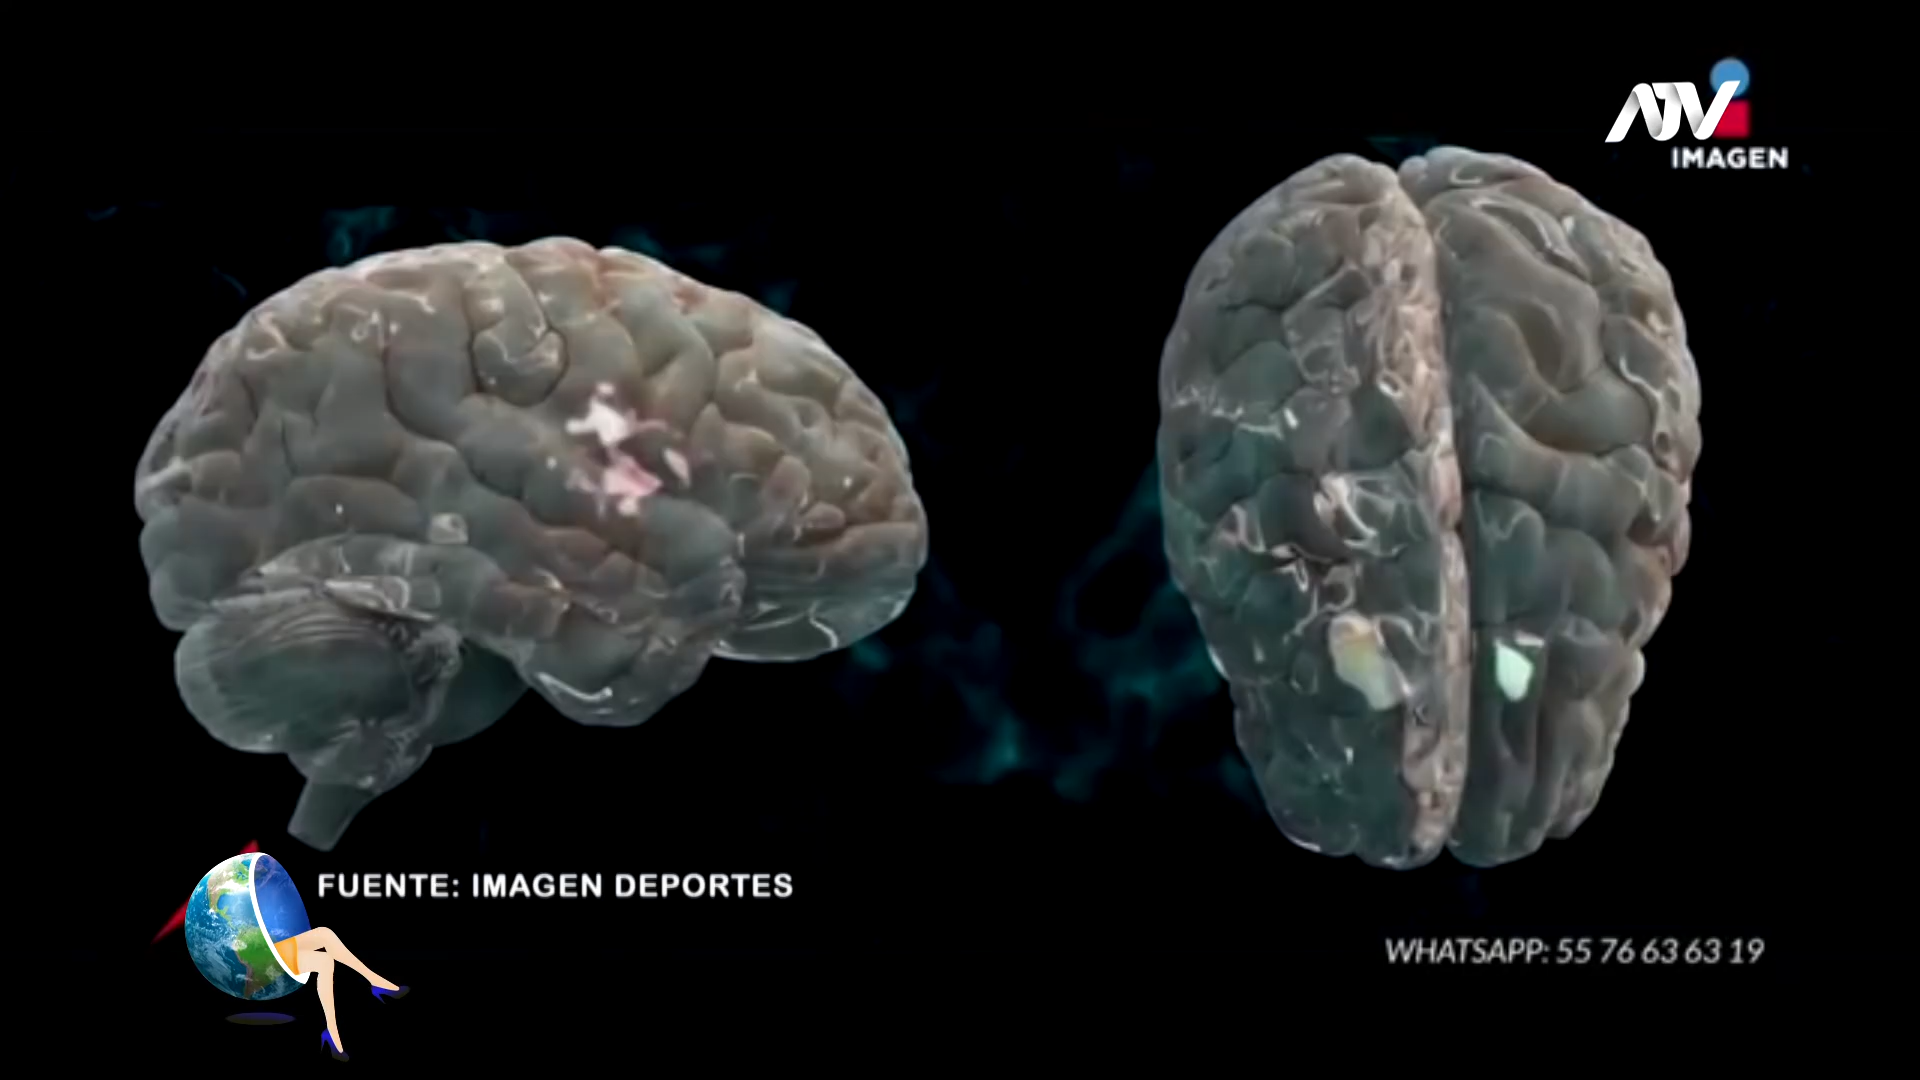 ATV
IMAGEN
FUENTE: IMAGEN DEPORTES
WHATSAPP: 55 76 63 63 19